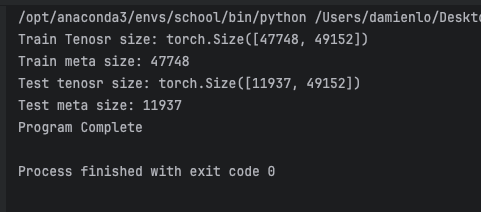 /opt/anaconda3/envs/school/bin/python /Users/damienlo/Deskt
Train Tenosr size: torch.Size([47748, 49152])
Train meta size: 47748
Test tenosr size: torch.Size([11937, 49152])
Test meta size: 11937
Program Complete
Process finished with exit code 0